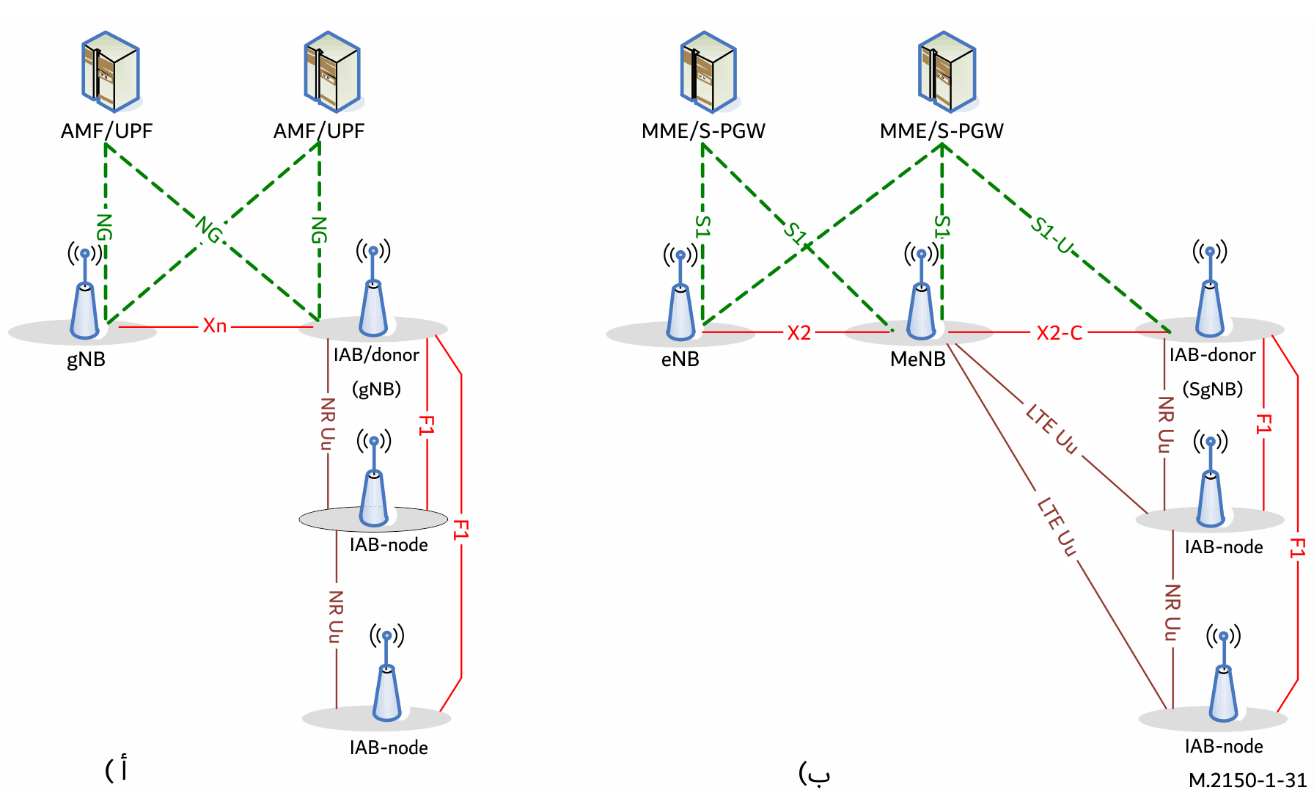 AMF/UPF
AMF/UPF
NG
NG
NG
gNB
Xn
IAB/donor
(gNB)
NR Uu
F1
F1
IAB-node
NR Uu
IAB-node
أ )
MME/S-PGW
MME/S-PGW
S1
S1
S1
S1-U
eNB
X2
MeNB
X2-C
IAB-donor
(SgNB)
LTE Uu
LTE Uu
NR Uu
F1
F1
IAB-node
NR Uu
IAB-node
ب)
M.2150-1-31